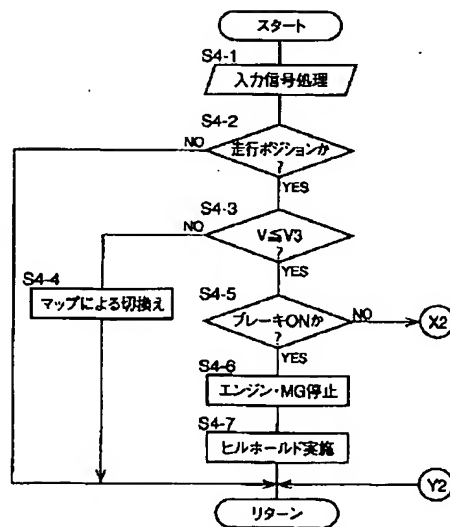 スタート
S4-1
入力信号処理
S4-2
NO
走行ポジションか
?
YES
S4-3
NO
V≦V3
?
YES
S4-4
マップによる切換え
S4-5
ブレーキONか
?
NO
X2
YES
S4-6
エンジン・MG停止
S4-7
ヒルホールド実施
Y2
リターン